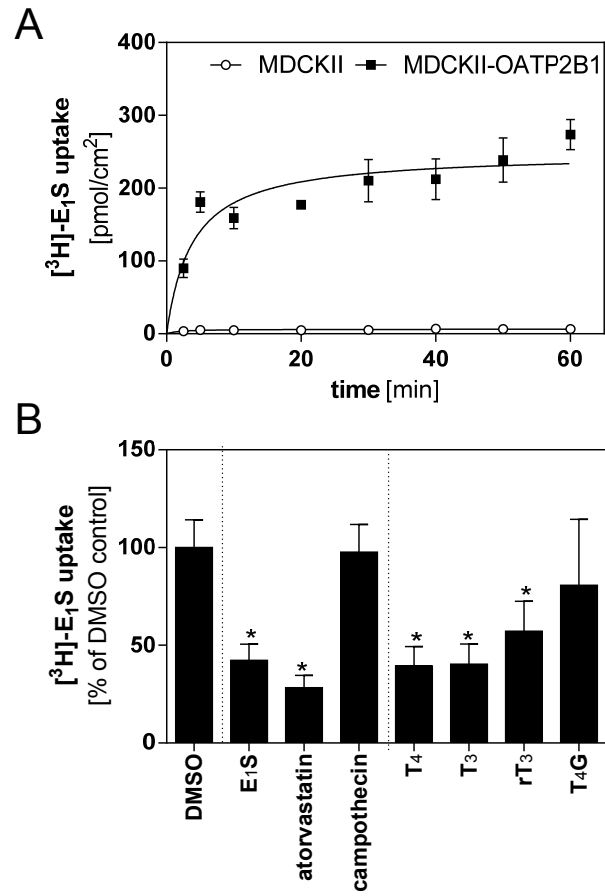 A
400
MDCKII MDCKII-OATP2B1
300
200
100
0
[³H]-E₁S uptake
[pmol/cm²]
0 20 40 60
time [min]
B
150
100
50
0
[³H]-E₁S uptake
[% of DMSO control]
* * * * *
DMSO
E₁S
atorvastatin
campothecin
T₄
T₃
rT₃
T₄G